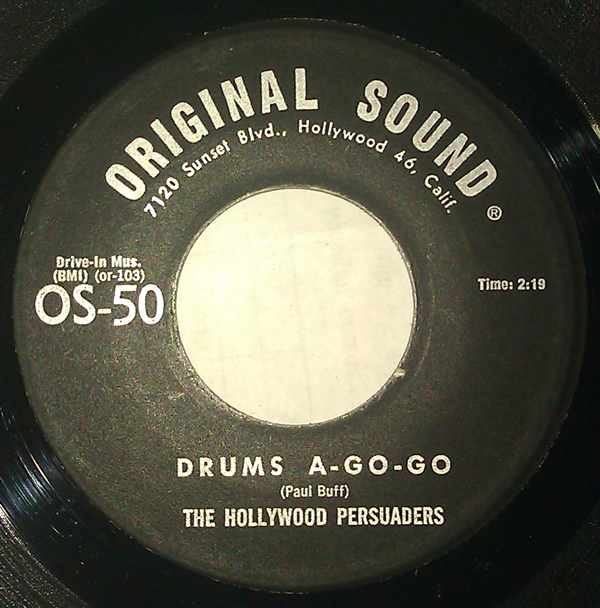 ORIGINAL SOUND ®
7120 Sunset Blvd., Hollywood 46, Calif.
Drive-In Mus.
(BMI) (or-103)
OS-50
Time: 2:19
DRUMS A-GO-GO
(Paul Buff)
THE HOLLYWOOD PERSUADERS